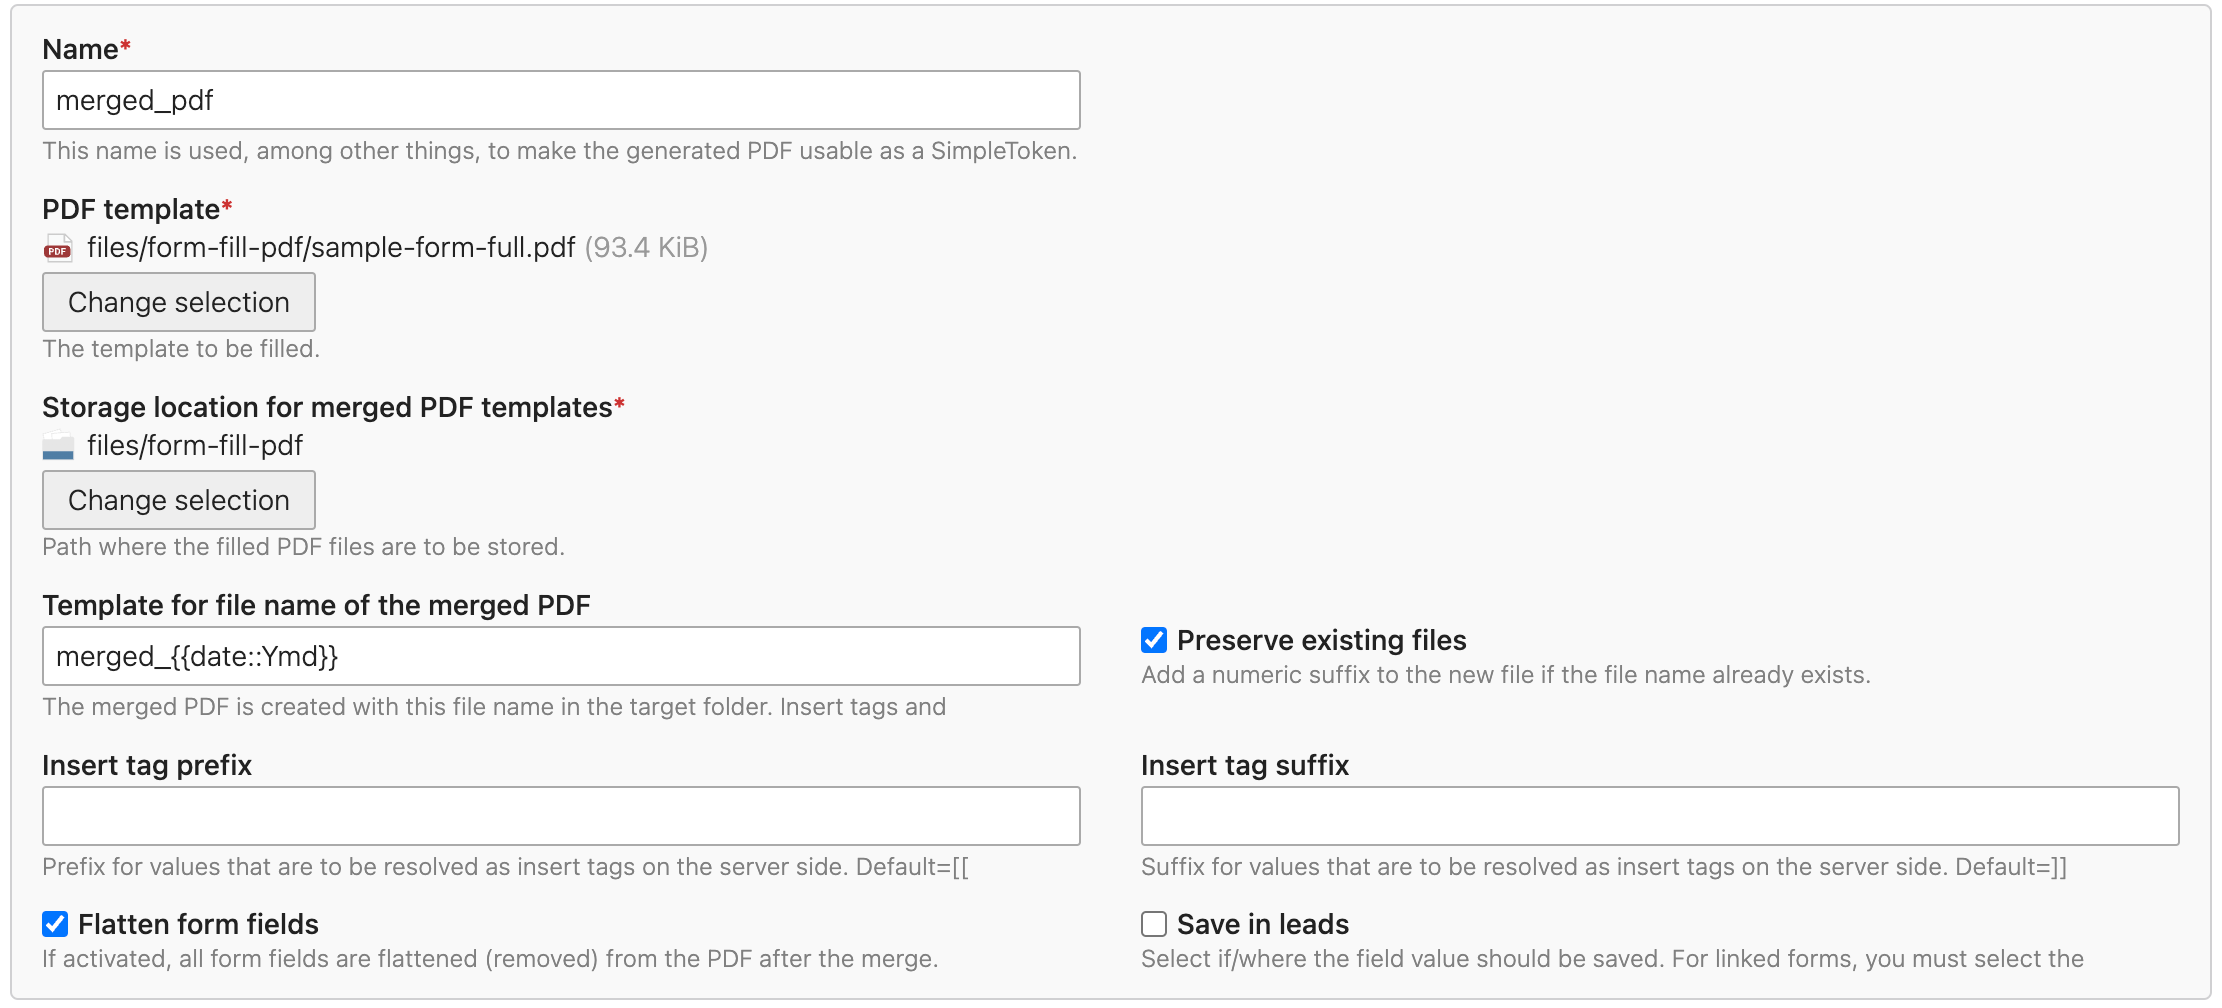 Name*
merged_pdf
This name is used, among other things, to make the generated PDF usable as a SimpleToken.
PDF template*
PDF files/form-fill-pdf/sample-form-full.pdf (93.4 KiB)
Change selection
The template to be filled.
Storage location for merged PDF templates*
files/form-fill-pdf
Change selection
Path where the filled PDF files are to be stored.
Template for file name of the merged PDF
merged_{{date::Ymd}}
The merged PDF is created with this file name in the target folder. Insert tags and
Preserve existing files
Add a numeric suffix to the new file if the file name already exists.
Insert tag prefix
Prefix for values that are to be resolved as insert tags on the server side. Default=[[
Insert tag suffix
Suffix for values that are to be resolved as insert tags on the server side. Default=]]
Flatten form fields
If activated, all form fields are flattened (removed) from the PDF after the merge.
Save in leads
Select if/where the field value should be saved. For linked forms, you must select the